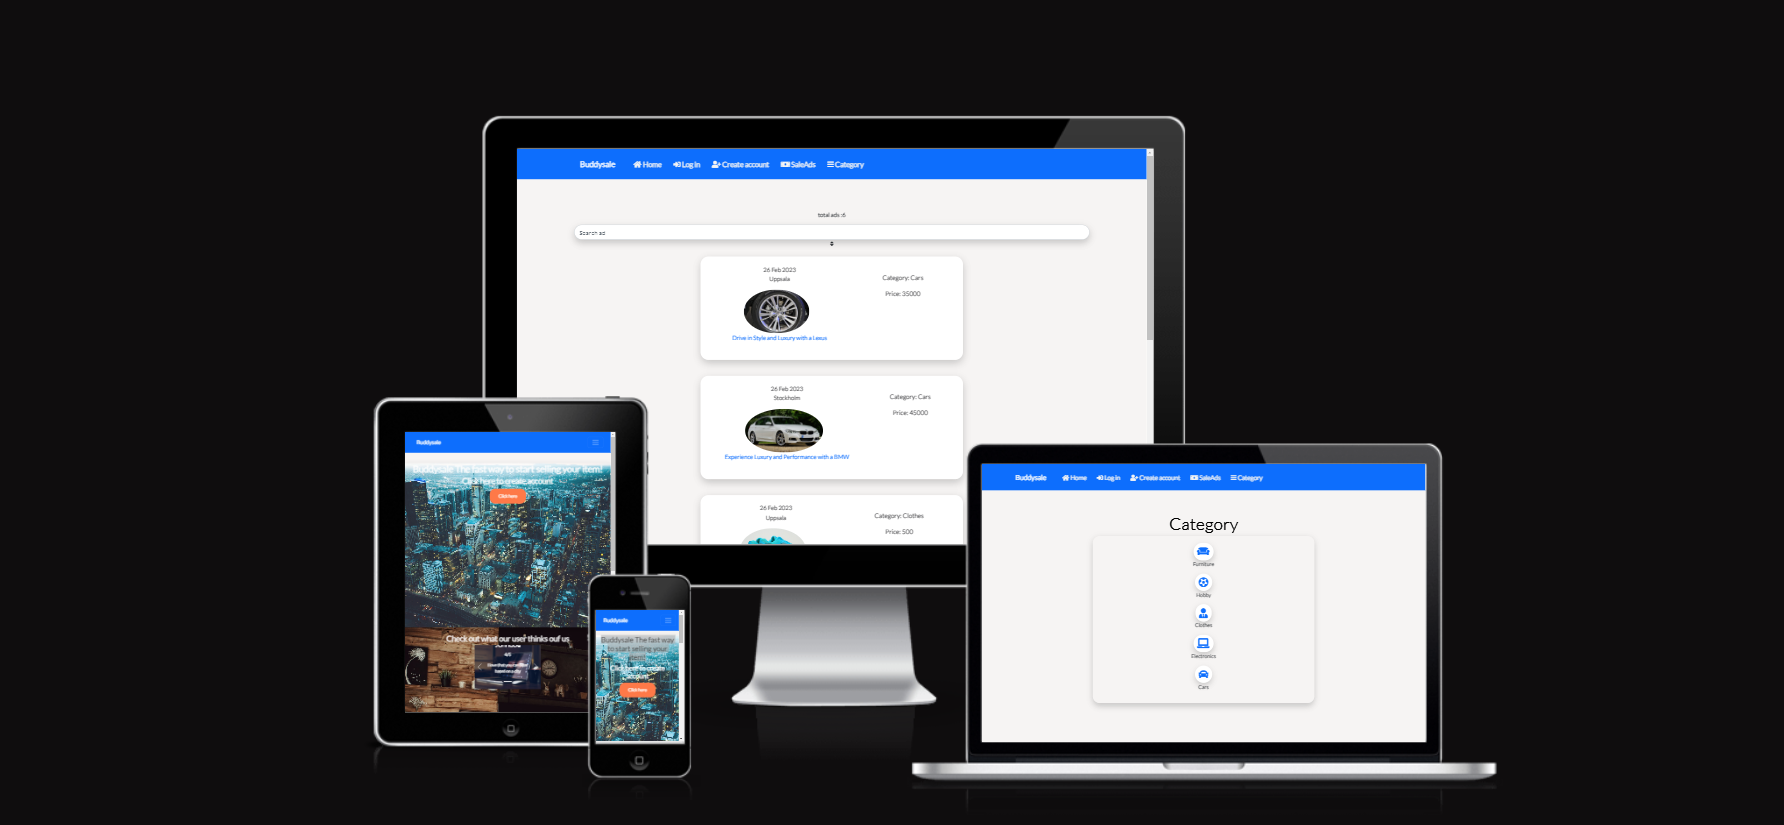 Buddysale Home Log In Create account SaleAds Category
total ads :6
Search ad
26 Feb 2023
Uppsala
Category: Cars
Price: 35000
Drive in Style and Luxury with a Lexus
26 Feb 2023
Stockholm
Category: Cars
Price: 45000
Experience Luxury and Performance with a BMW
26 Feb 2023
Uppsala
Category: Clothes
Price: 500
Buddysale
Buddysale The fast way to start selling your item!
Click here to create account
Click here
Check out what our user thinks ouf us
4/5
Buddysale
Buddysale The fast way
to start selling your
item!
Click here to create
account
Click here
Buddysale Home Log In Create account SaleAds Category
Category
Furniture
Hobby
Clothes
Electronics
Cars